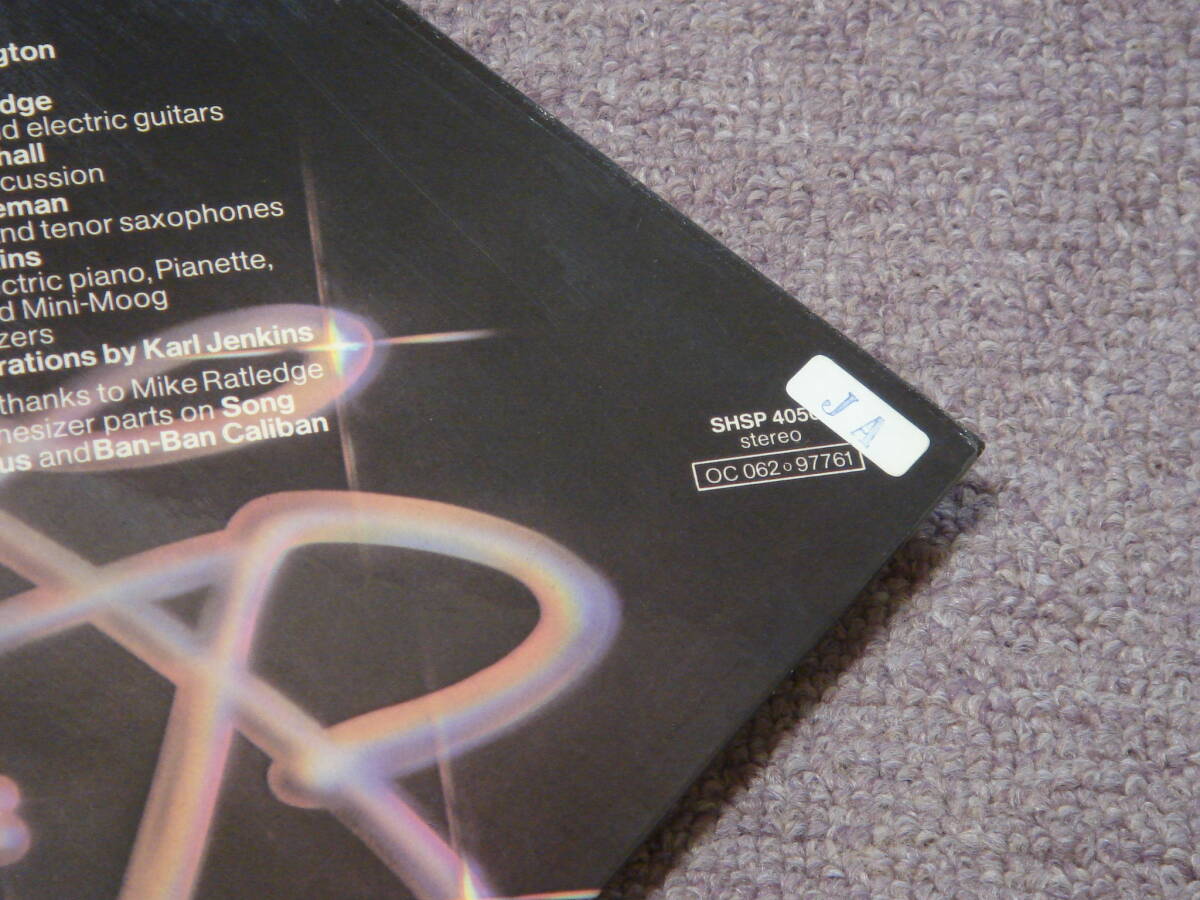 gton
dge
d electric guitars
hall
cussion
eman
nd tenor saxophones
ins
ctric piano, Pianette,
d Mini-Moog
zers
rations by Karl Jenkins
thanks to Mike Ratledge
nesizer parts on Song
us and Ban-Ban Caliban
SHSP 405
stereo
OC 062 o 97761
JA